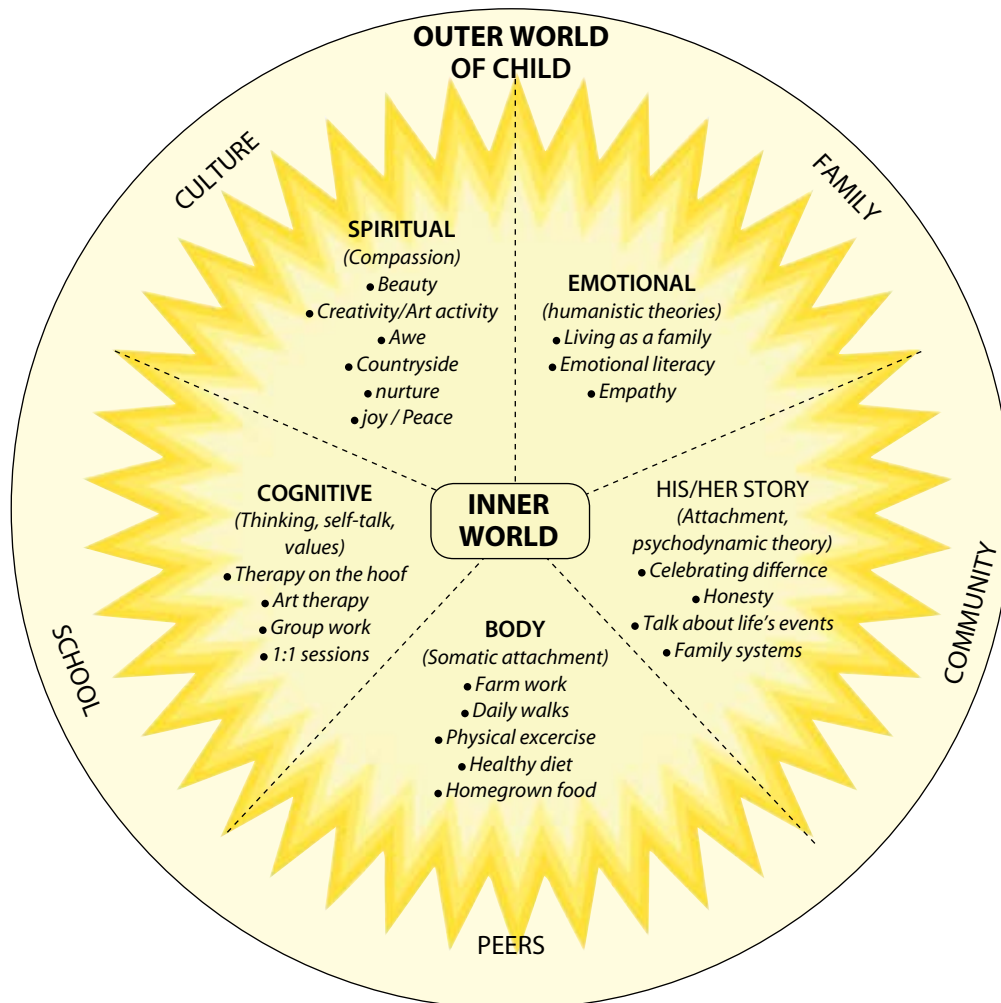 OUTER WORLD
OF CHILD
CULTURE
FAMILY
SPIRITUAL
(Compassion)
• Beauty
• Creativity/Art activity
• Awe
• Countryside
• nurture
• joy / Peace
EMOTIONAL
(humanistic theories)
• Living as a family
• Emotional literacy
• Empathy
COGNITIVE
(Thinking, self-talk,
values)
• Therapy on the hoof
• Art therapy
• Group work
• 1:1 sessions
INNER
WORLD
HIS/HER STORY
(Attachment,
psychodynamic theory)
• Celebrating differnce
• Honesty
• Talk about life's events
• Family systems
BODY
(Somatic attachment)
• Farm work
• Daily walks
• Physical excercise
• Healthy diet
• Homegrown food
SCHOOL
COMMUNITY
PEERS